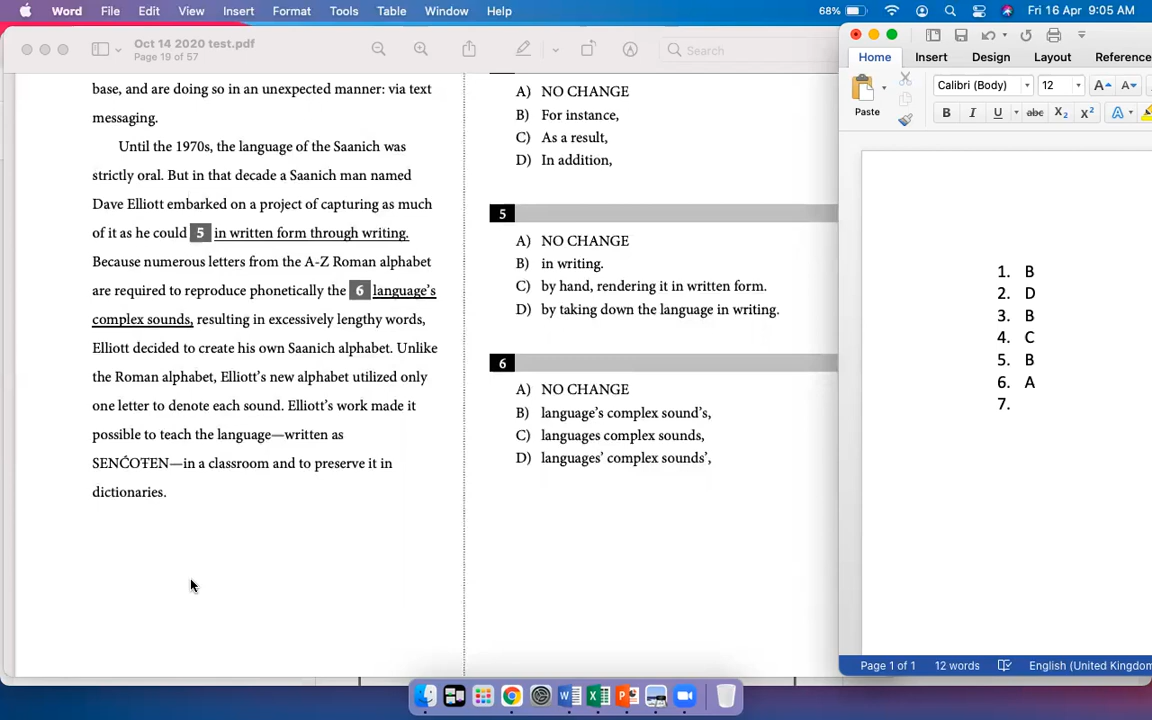 Word File Edit View Insert Format Tools Table Window Help 68% Fri 16 Apr 9:05 AM
Oct 14 2020 test.pdf
Page 19 of 57
Search
Home Insert Design Layout Reference
Paste
Calibri (Body) 12 A A
B I U abc X2 X2 A
base, and are doing so in an unexpected manner: via text
messaging.
Until the 1970s, the language of the Saanich was
strictly oral. But in that decade a Saanich man named
Dave Elliott embarked on a project of capturing as much
of it as he could 5 in written form through writing.
Because numerous letters from the A-Z Roman alphabet
are required to reproduce phonetically the 6 language’s
complex sounds, resulting in excessively lengthy words,
Elliott decided to create his own Saanich alphabet. Unlike
the Roman alphabet, Elliott’s new alphabet utilized only
one letter to denote each sound. Elliott’s work made it
possible to teach the language—written as
SENĆOŦEN—in a classroom and to preserve it in
dictionaries.
A) NO CHANGE
B) For instance,
C) As a result,
D) In addition,
5
A) NO CHANGE
B) in writing.
C) by hand, rendering it in written form.
D) by taking down the language in writing.
6
A) NO CHANGE
B) language’s complex sound’s,
C) languages complex sounds,
D) languages’ complex sounds’,
1. B
2. D
3. B
4. C
5. B
6. A
7.
Page 1 of 1 12 words English (United Kingdom